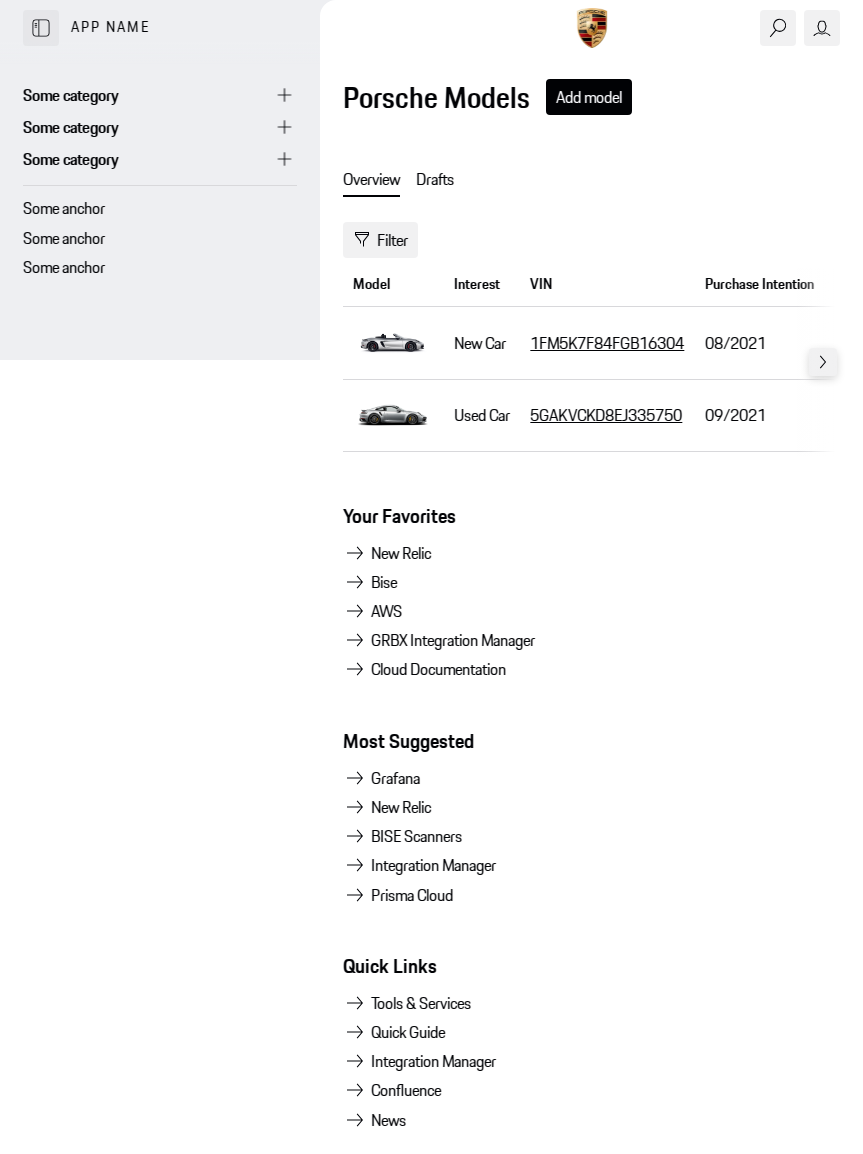 APP NAME
Some category
Some category
Some category
Some anchor
Some anchor
Some anchor
Porsche Models
Add model
Overview Drafts
Filter
Model Interest VIN Purchase Intention
New Car 1FM5K7F84FGB16304 08/2021
Used Car 5GAKVCKD8EJ335750 09/2021
Your Favorites
New Relic
Bise
AWS
GRBX Integration Manager
Cloud Documentation
Most Suggested
Grafana
New Relic
BISE Scanners
Integration Manager
Prisma Cloud
Quick Links
Tools & Services
Quick Guide
Integration Manager
Confluence
News